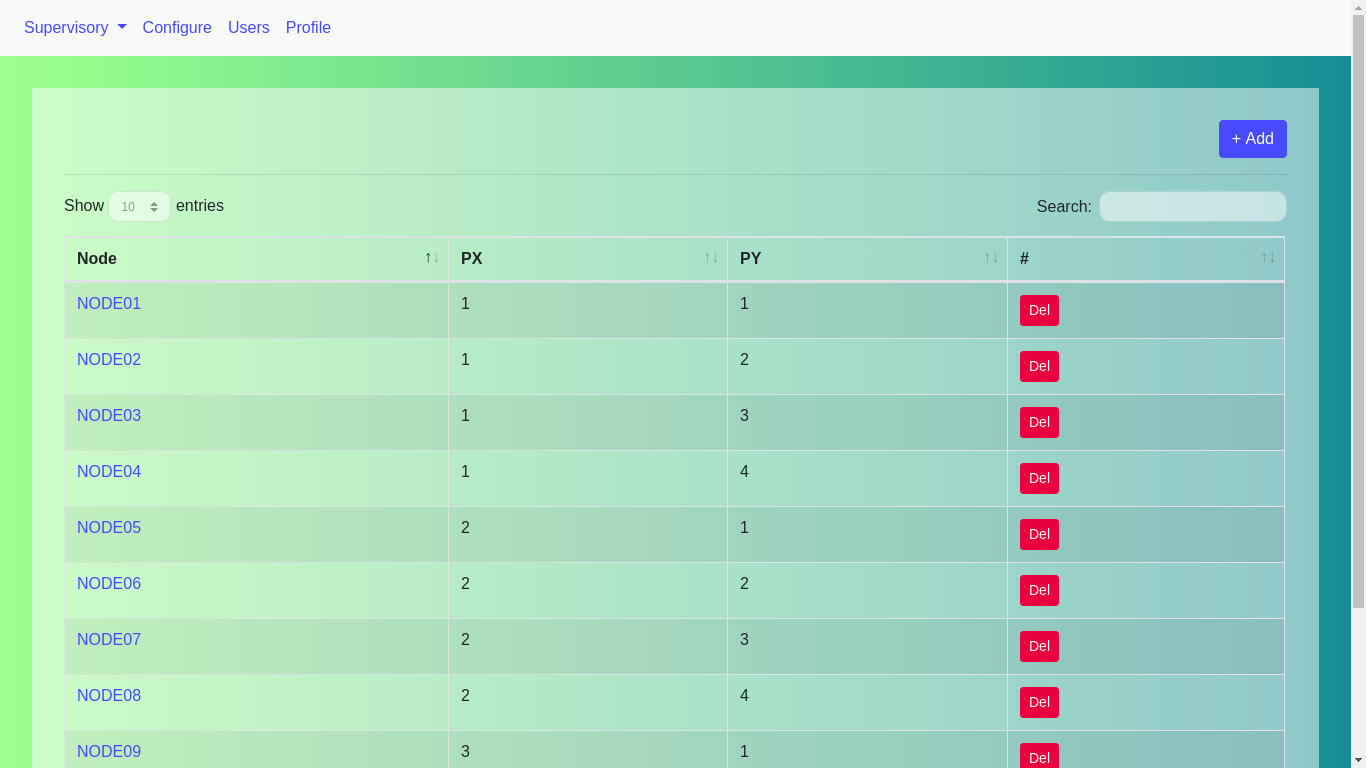 Supervisory Configure Users Profile
+ Add
Show 10 entries Search:
Node ↑↓ PX ↑↓ PY ↑↓ # ↑↓
NODE01 1 1 Del
NODE02 1 2 Del
NODE03 1 3 Del
NODE04 1 4 Del
NODE05 2 1 Del
NODE06 2 2 Del
NODE07 2 3 Del
NODE08 2 4 Del
NODE09 3 1 Del